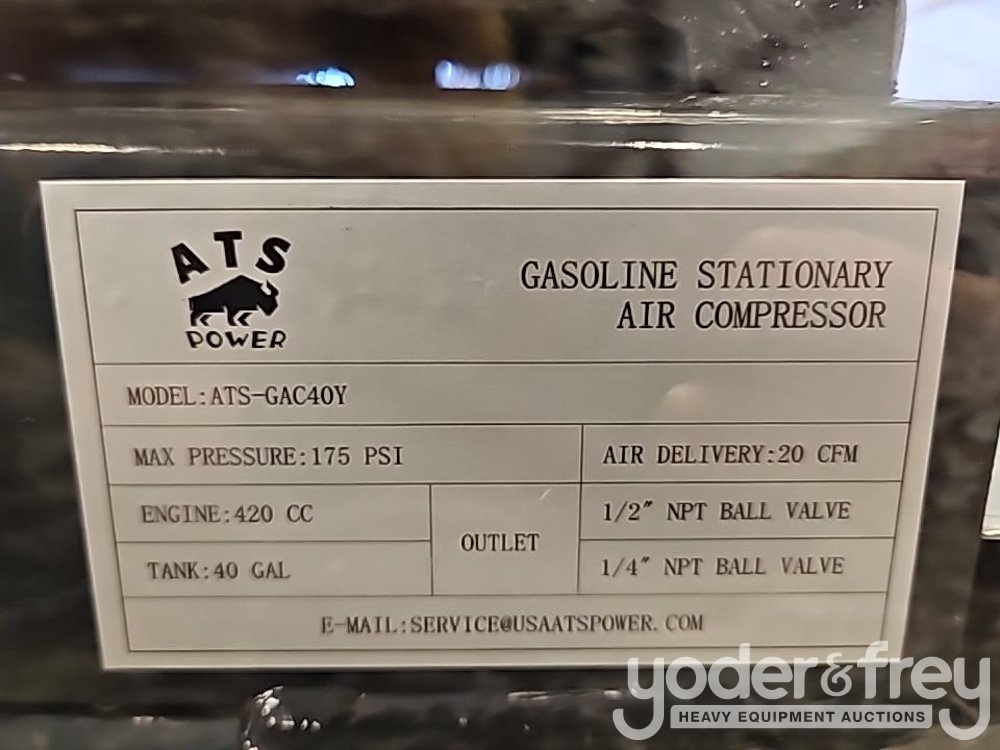 ATS
POWER
GASOLINE STATIONARY
AIR COMPRESSOR
MODEL:ATS-GAC40Y
MAX PRESSURE:175 PSI
AIR DELIVERY:20 CFM
ENGINE:420 CC
TANK:40 GAL
OUTLET
1/2" NPT BALL VALVE
1/4" NPT BALL VALVE
E-MAIL:SERVICE@USAATSPOWER.COM
yoder&frey
HEAVY EQUIPMENT AUCTIONS